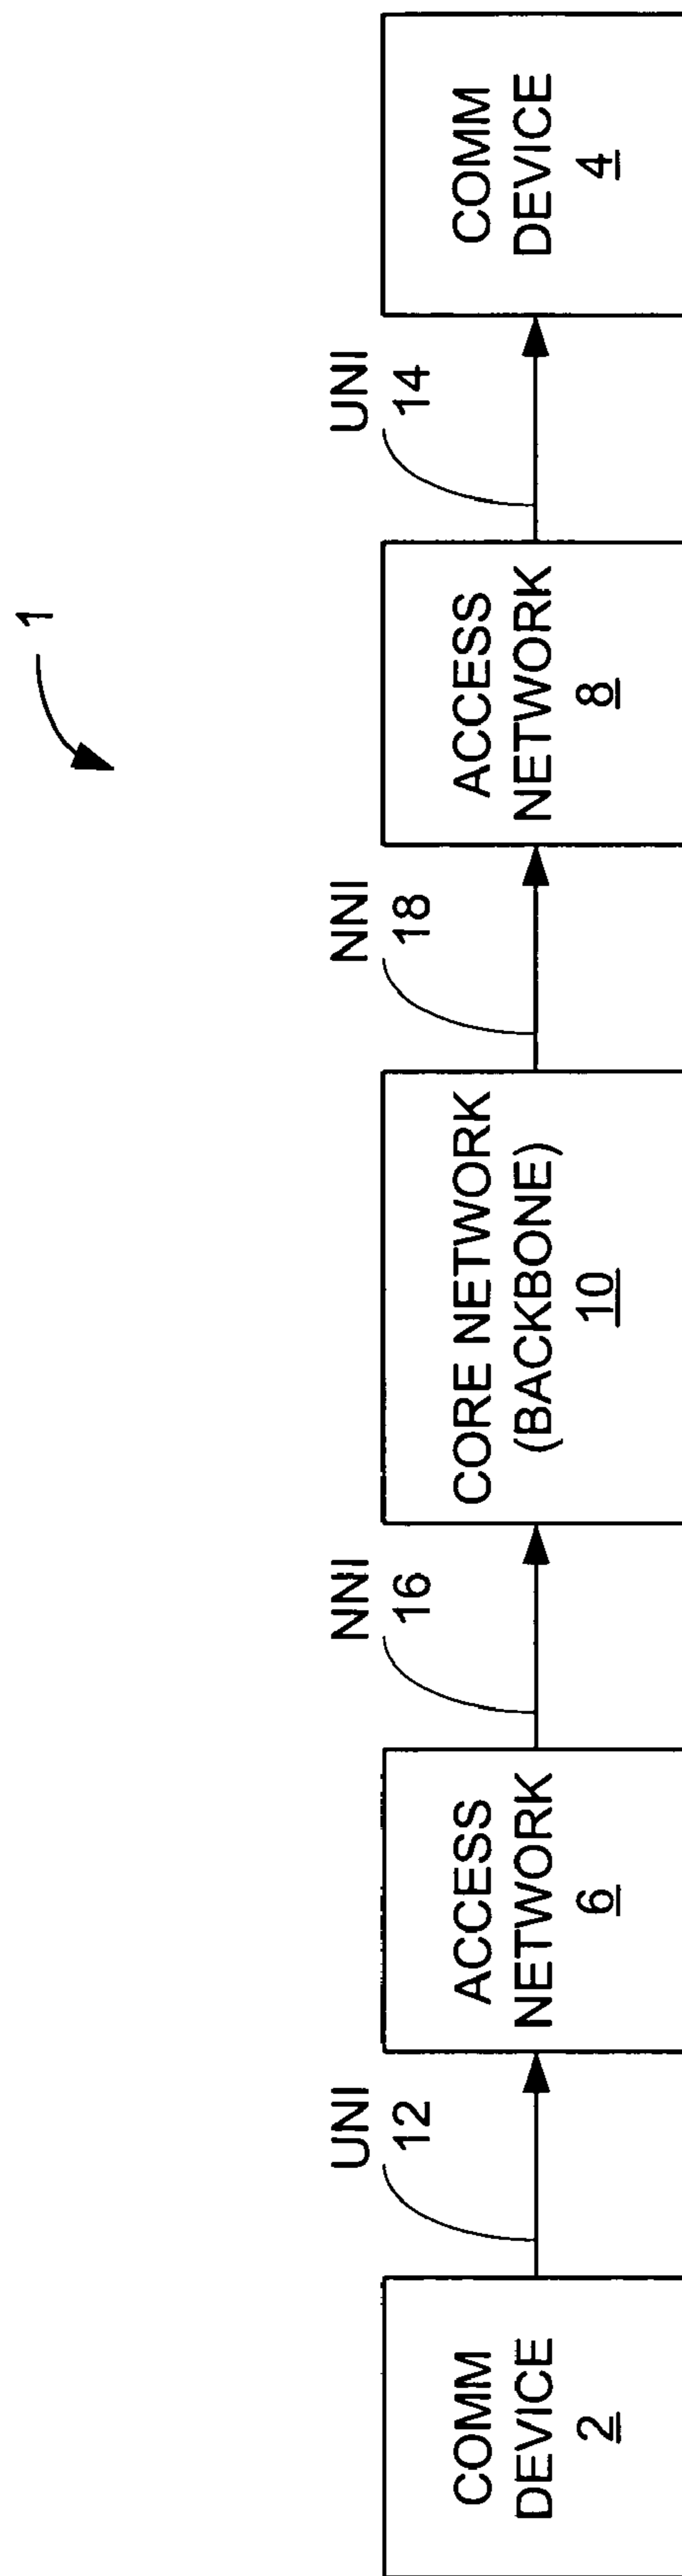 1
UNI
12
NNI
16
NNI
18
UNI
14
COMM
DEVICE
2
ACCESS
NETWORK
6
CORE NETWORK
(BACKBONE)
10
ACCESS
NETWORK
8
COMM
DEVICE
4